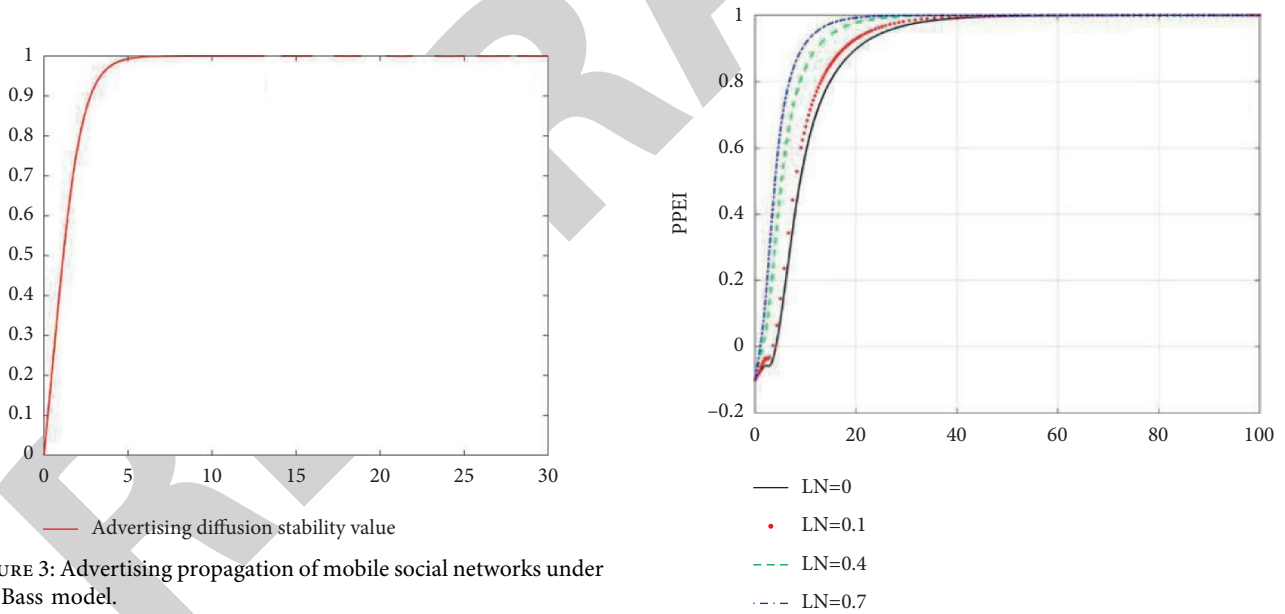 1
0.9
0.8
0.7
0.6
0.5
0.4
0.3
0.2
0.1
0
0 5 10 15 20 25 30
Advertising diffusion stability value
URE 3: Advertising propagation of mobile social networks under
Bass model.
PPEI
1
0.8
0.6
0.4
0.2
0
–0.2
0 20 40 60 80 100
LN=0
LN=0.1
LN=0.4
LN=0.7